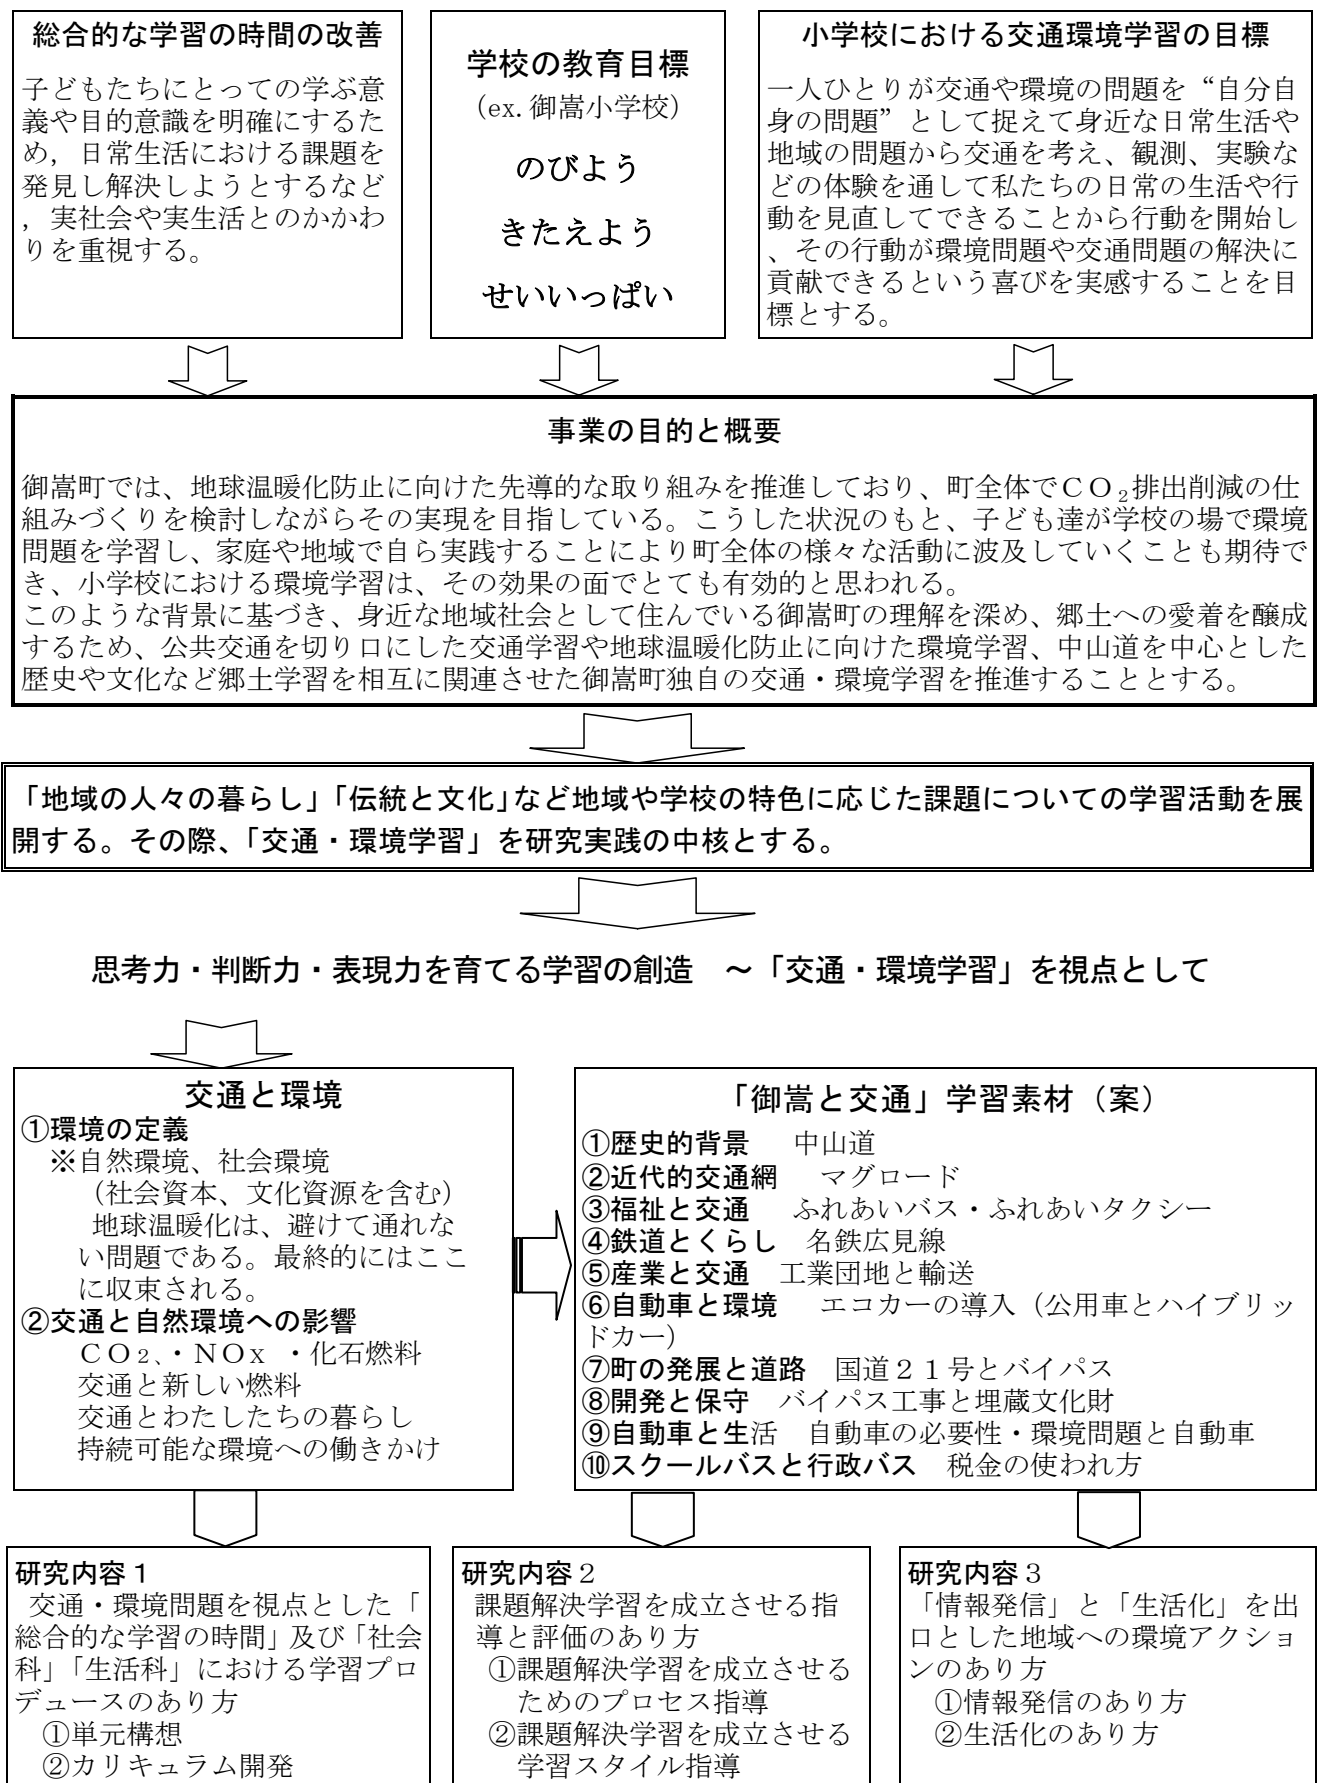 総合的な学習の時間の改善
子どもたちにとっての学ぶ意
義や目的意識を明確にするた
め，日常生活における課題を
発見し解決しようとするなど
，実社会や実生活とのかかわ
りを重視する。
学校の教育目標
(ex.御嵩小学校)
のびよう
きたえよう
せいいっぱい
小学校における交通環境学習の目標
一人ひとりが交通や環境の問題を“自分自
身の問題”として捉えて身近な日常生活や
地域の問題から交通を考え、観測、実験な
どの体験を通して私たちの日常の生活や行
動を見直してできることから行動を開始し
、その行動が環境問題や交通問題の解決に
貢献できるという喜びを実感することを目
標とする。
事業の目的と概要
御嵩町では、地球温暖化防止に向けた先導的な取り組みを推進しており、町全体でＣＯ₂排出削減の仕
組みづくりを検討しながらその実現を目指している。こうした状況のもと、子ども達が学校の場で環境
問題を学習し、家庭や地域で自ら実践することにより町全体の様々な活動に波及していくことも期待で
き、小学校における環境学習は、その効果の面でとても有効的と思われる。
このような背景に基づき、身近な地域社会として住んでいる御嵩町の理解を深め、郷土への愛着を醸成
するため、公共交通を切り口にした交通学習や地球温暖化防止に向けた環境学習、中山道を中心とした
歴史や文化など郷土学習を相互に関連させた御嵩町独自の交通・環境学習を推進することとする。
「地域の人々の暮らし」「伝統と文化」など地域や学校の特色に応じた課題についての学習活動を展
開する。その際、「交通・環境学習」を研究実践の中核とする。
思考力・判断力・表現力を育てる学習の創造　～「交通・環境学習」を視点として
交通と環境
①環境の定義
※自然環境、社会環境
（社会資本、文化資源を含む）
地球温暖化は、避けて通れな
い問題である。最終的にはここ
に収束される。
②交通と自然環境への影響
ＣＯ₂、・ＮＯｘ ・化石燃料
交通と新しい燃料
交通とわたしたちの暮らし
持続可能な環境への働きかけ
「御嵩と交通」学習素材（案）
①歴史的背景　中山道
②近代的交通網　マグロード
③福祉と交通　ふれあいバス・ふれあいタクシー
④鉄道とくらし　名鉄広見線
⑤産業と交通　工業団地と輸送
⑥自動車と環境　エコカーの導入（公用車とハイブリッ
ドカー）
⑦町の発展と道路　国道２１号とバイパス
⑧開発と保守　バイパス工事と埋蔵文化財
⑨自動車と生活　自動車の必要性・環境問題と自動車
⑩スクールバスと行政バス　税金の使われ方
研究内容１
交通・環境問題を視点とした「
総合的な学習の時間」及び「社会
科」「生活科」における学習プロ
デュースのあり方
①単元構想
②カリキュラム開発
研究内容２
課題解決学習を成立させる指
導と評価のあり方
①課題解決学習を成立させる
ためのプロセス指導
②課題解決学習を成立させる
学習スタイル指導
研究内容３
「情報発信」と「生活化」を出
口とした地域への環境アクショ
ンのあり方
①情報発信のあり方
②生活化のあり方